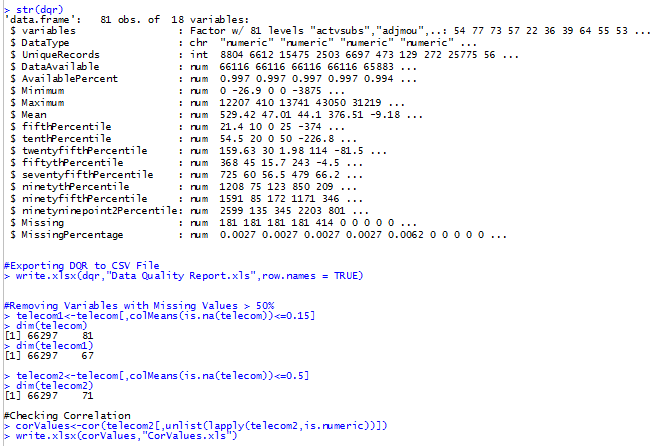 > str(dqr)
'data.frame':   81 obs. of  18 variables:
 $ variables                : Factor w/ 81 levels "actvsubs","adjmou",..: 54 77 73 57 22 36 39 64 55 53 ...
 $ DataType                 : chr  "numeric" "numeric" "numeric" "numeric" ...
 $ UniqueRecords            : int  8804 6612 15475 2503 6697 473 129 272 25775 56 ...
 $ DataAvailable            : num  66116 66116 66116 66116 65883 ...
 $ AvailablePercent         : num  0.997 0.997 0.997 0.997 0.994 ...
 $ Minimum                  : num  0 -26.9 0 0 -3875 ...
 $ Maximum                  : num  12207 410 13741 43050 31219 ...
 $ Mean                     : num  529.42 47.01 44.1 376.51 -9.18 ...
 $ fifthPercentile          : num  21.4 10 0 25 -374 ...
 $ tenthPercentile          : num  54.5 20 0 50 -226.8 ...
 $ twentyfifthPercentile    : num  159.63 30 1.98 114 -81.5 ...
 $ fiftythPercentile        : num  368 45 15.7 243 -4.5 ...
 $ seventyfifthPercentile   : num  725 60 56.5 479 66.2 ...
 $ ninetythPercentile       : num  1208 75 123 850 209 ...
 $ ninetyfifthPercentile    : num  1591 85 172 1171 346 ...
 $ ninetyninepoint2Percentile: num  2599 135 345 2203 801 ...
 $ Missing                  : num  181 181 181 181 414 0 0 0 0 0 ...
 $ MissingPercentage        : num  0.0027 0.0027 0.0027 0.0027 0.0062 0 0 0 0 0 ...
#Exporting DQR to CSV File
> write.xlsx(dqr,"Data Quality Report.xls",row.names = TRUE)
#Removing Variables with Missing Values > 50%
> telecom1<-telecom[,colMeans(is.na(telecom))<=0.15]
> dim(telecom)
[1] 66297    81
> dim(telecom1)
[1] 66297    67
> telecom2<-telecom[,colMeans(is.na(telecom))<=0.5]
> dim(telecom2)
[1] 66297    71
#Checking Correlation
> corValues<-cor(telecom2[,unlist(lapply(telecom2,is.numeric))])
> write.xlsx(corValues,"CorValues.xls")